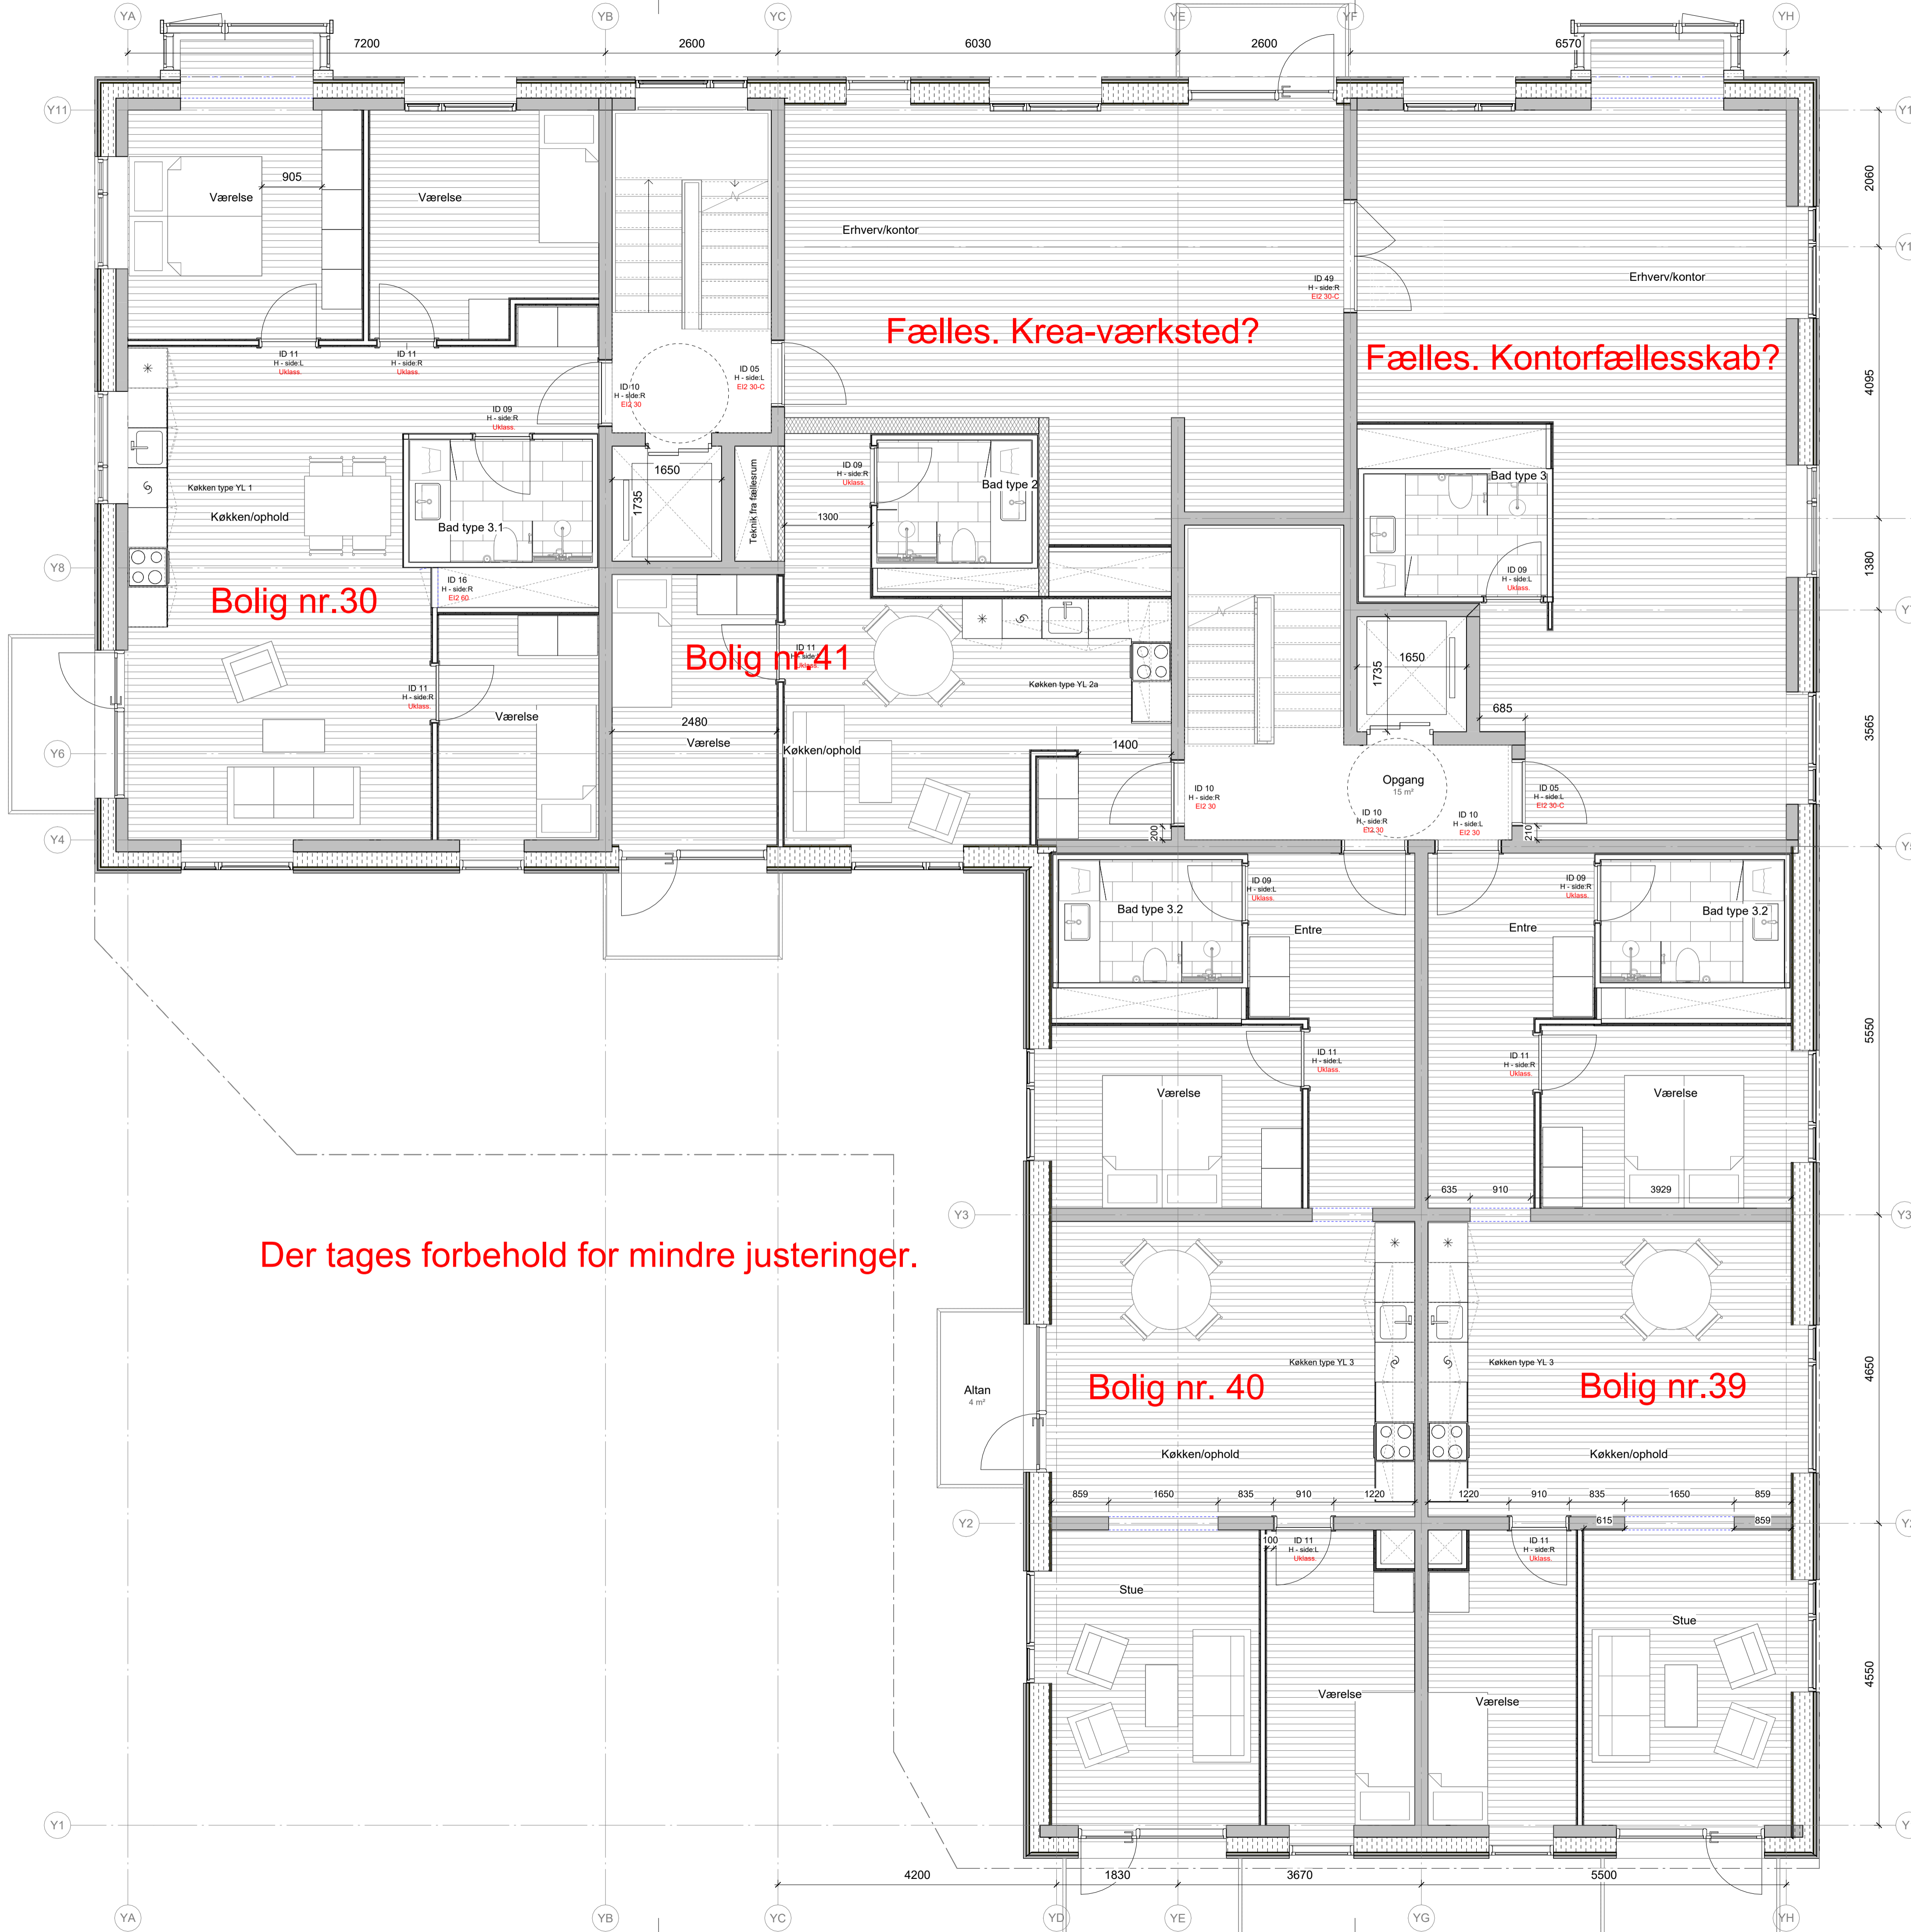 YA
YB
YC
YE
YF
YH
7200
2600
6030
2600
6570
Y11
2060
905
Værelse
Værelse
Erhverv/kontor
Erhverv/kontor
ID 49
H - side:R
EI2 30-C
Fælles. Krea-værksted?
Fælles. Kontorfællesskab?
ID 11
H - side:L
Uklass.
ID 11
H - side:R
Uklass.
ID 10
H - side:R
EI2 30
ID 05
H - side:L
EI2 30-C
4095
ID 09
H - side:R
Uklass.
1650
1735
Teknik fra fællesrum
ID 09
H - side:R
Uklass.
Bad type 2
Bad type 3
1300
Køkken type YL 1
Køkken/ophold
Bad type 3.1
Y8
1380
ID 16
H - side:R
EI2 60
ID 09
H - side:L
Uklass.
Bolig nr.30
Bolig nr.41
ID 11
H - side:L
Uklass.
1650
1735
Køkken type YL 2a
ID 11
H - side:R
Uklass.
Værelse
2480
Værelse
Køkken/ophold
1400
685
3565
Y6
Opgang
15 m²
ID 10
H - side:R
EI2 30
ID 05
H - side:L
EI2 30-C
ID 10
H - side:R
EI2 30
ID 10
H - side:L
EI2 30
200
210
Y4
ID 09
H - side:L
Uklass.
ID 09
H - side:R
Uklass.
Bad type 3.2
Bad type 3.2
Entre
Entre
5550
ID 11
H - side:L
Uklass.
ID 11
H - side:R
Uklass.
Værelse
Værelse
635
910
3929
Y3
Y3
Der tages forbehold for mindre justeringer.
Køkken type YL 3
Køkken type YL 3
4650
Altan
4 m²
Bolig nr. 40
Bolig nr.39
Køkken/ophold
Køkken/ophold
859
1650
835
910
1220
1220
910
835
1650
859
Y2
615
859
100
ID 11
H - side:L
Uklass.
ID 11
H - side:R
Uklass.
Stue
Stue
4550
Værelse
Værelse
Y1
4200
1830
3670
5500
YA
YB
YC
YD
YE
YG
YH